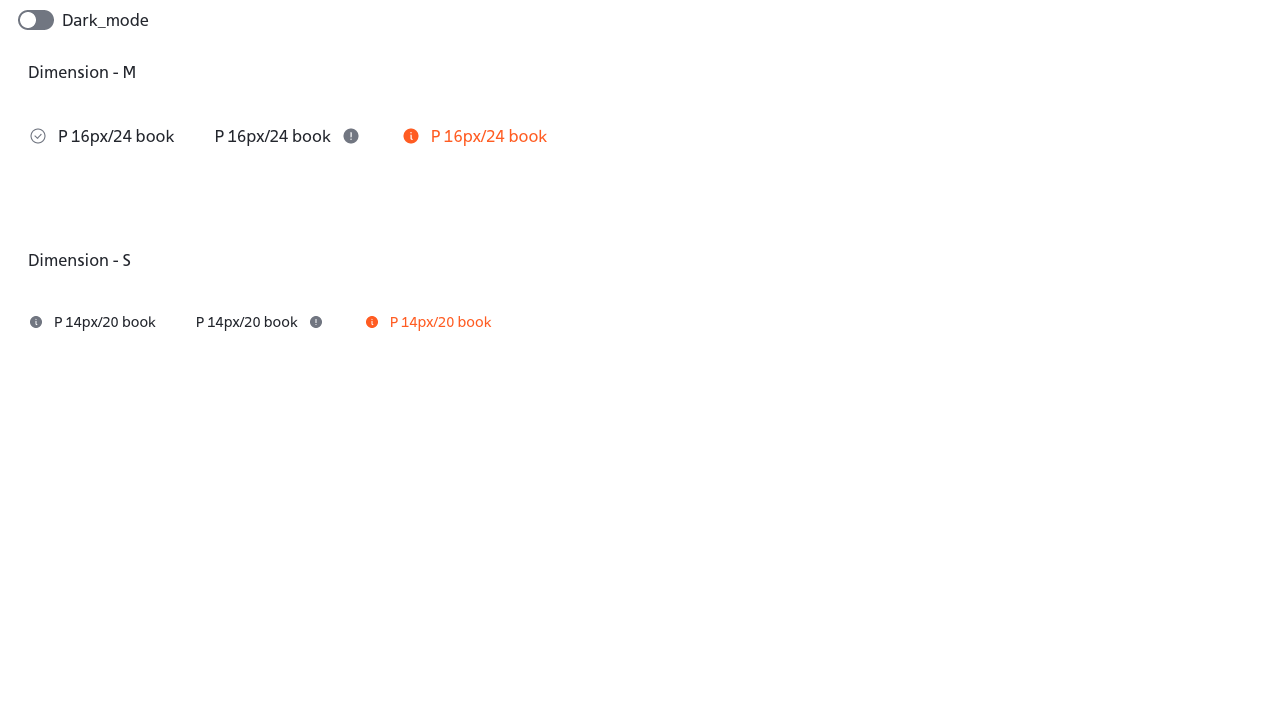 Dark_mode
Dimension - M
P 16px/24 book P 16px/24 book P 16px/24 book
Dimension - S
P 14px/20 book P 14px/20 book P 14px/20 book